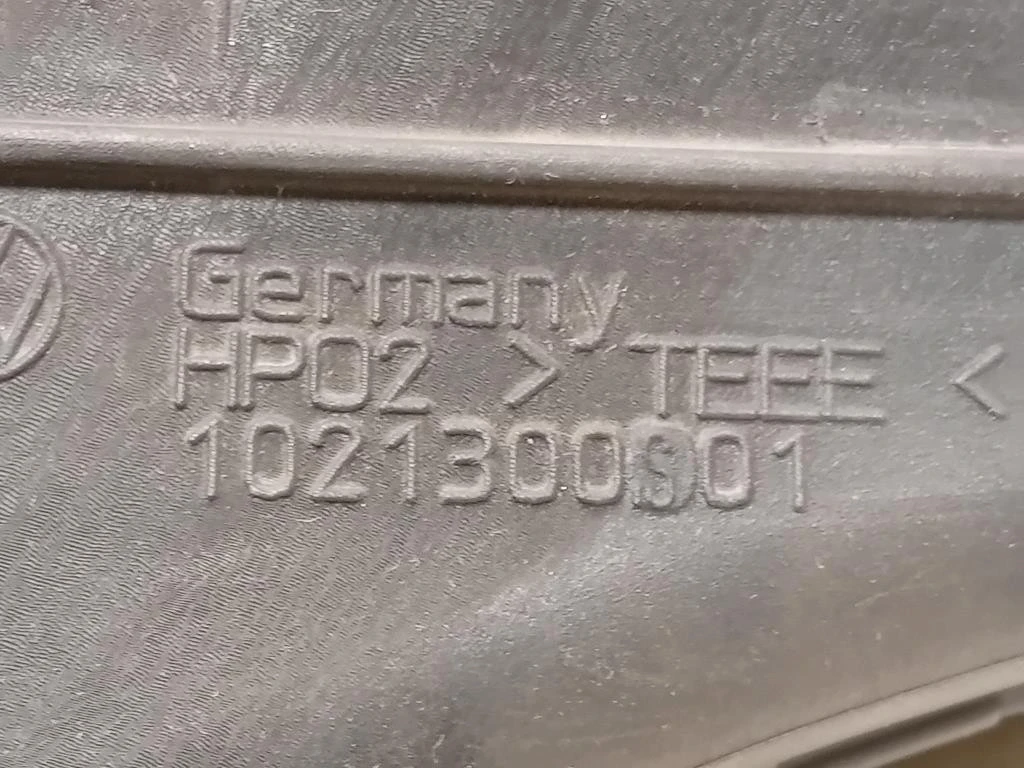 Germany
HP02 > TEEE <
1021300S01